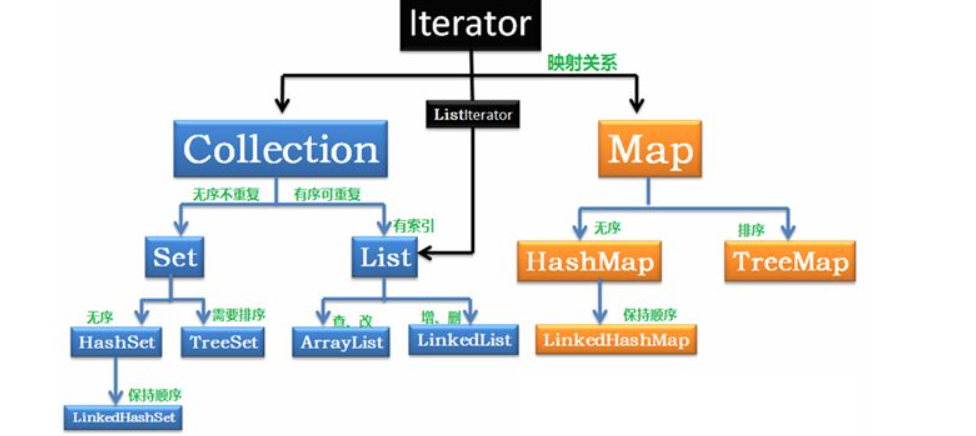 Iterator
映射关系
ListIterator
Collection
Map
无序不重复
有序可重复
有索引
无序
排序
Set
List
HashMap
TreeMap
无序
需要排序
查、改
增、删
保持顺序
HashSet
TreeSet
ArrayList
LinkedList
LinkedHashMap
保持顺序
LinkedHashSet